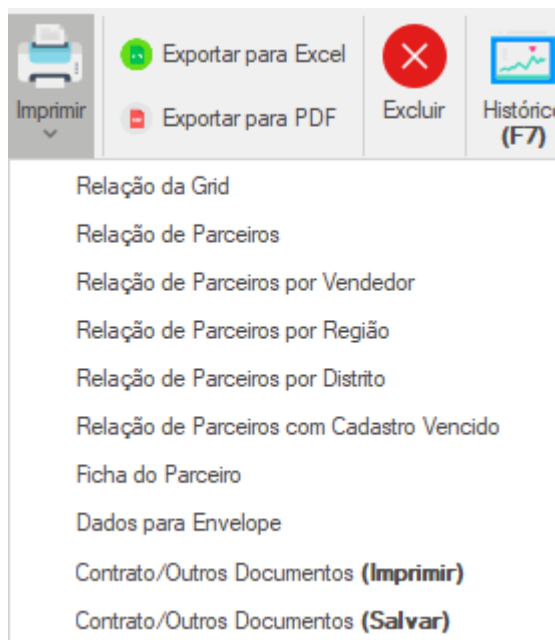 Imprimir
Exportar para Excel
Exportar para PDF
Excluir
Históric
(F7)
Relação da Grid
Relação de Parceiros
Relação de Parceiros por Vendedor
Relação de Parceiros por Região
Relação de Parceiros por Distrito
Relação de Parceiros com Cadastro Vencido
Ficha do Parceiro
Dados para Envelope
Contrato/Outros Documentos (Imprimir)
Contrato/Outros Documentos (Salvar)